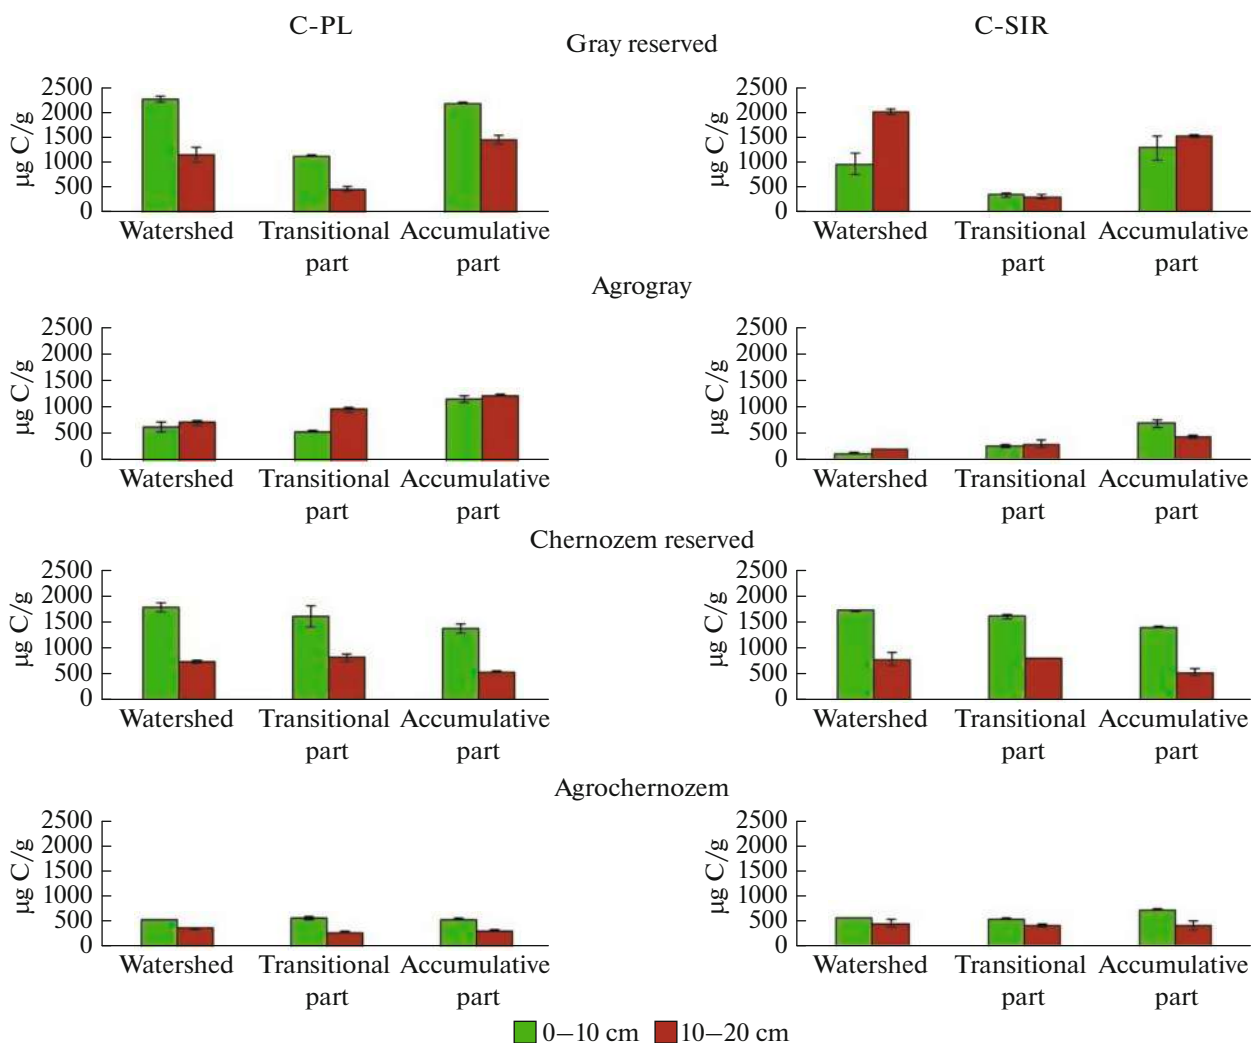 C-PL
C-SIR
Gray reserved
µg C/g
2500
2000
1500
1000
500
0
Watershed
Transitional
part
Accumulative
part
µg C/g
2500
2000
1500
1000
500
0
Watershed
Transitional
part
Accumulative
part
Agrogray
µg C/g
2500
2000
1500
1000
500
0
Watershed
Transitional
part
Accumulative
part
µg C/g
2500
2000
1500
1000
500
0
Watershed
Transitional
part
Accumulative
part
Chernozem reserved
µg C/g
2500
2000
1500
1000
500
0
Watershed
Transitional
part
Accumulative
part
µg C/g
2500
2000
1500
1000
500
0
Watershed
Transitional
part
Accumulative
part
Agrochernozem
µg C/g
2500
2000
1500
1000
500
0
Watershed
Transitional
part
Accumulative
part
µg C/g
2500
2000
1500
1000
500
0
Watershed
Transitional
part
Accumulative
part
0–10 cm
10–20 cm